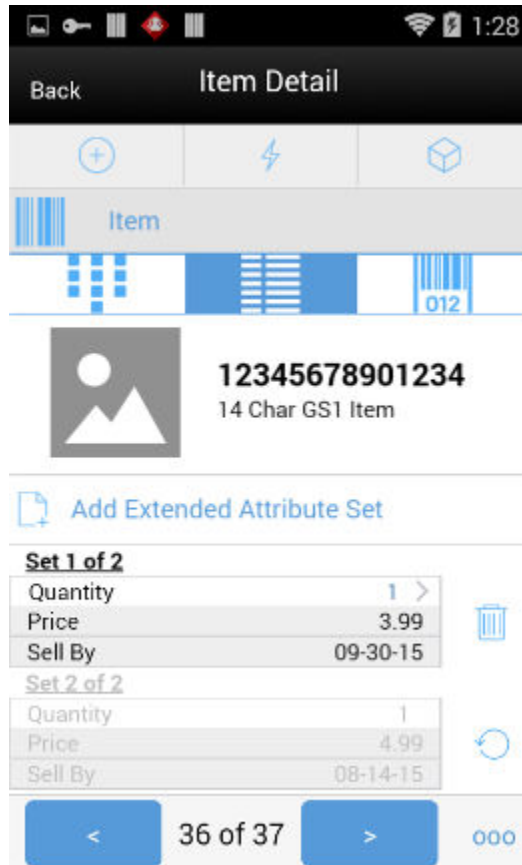 1:28
Back Item Detail
Item
012
12345678901234
14 Char GS1 Item
Add Extended Attribute Set
Set 1 of 2
Quantity 1 >
Price 3.99
Sell By 09-30-15
Set 2 of 2
Quantity 1
Price 4.99
Sell By 08-14-15
< 36 of 37 > ooo